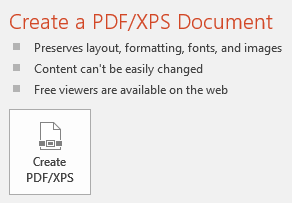 Create a PDF/XPS Document
Preserves layout, formatting, fonts, and images
Content can't be easily changed
Free viewers are available on the web
Create
PDF/XPS